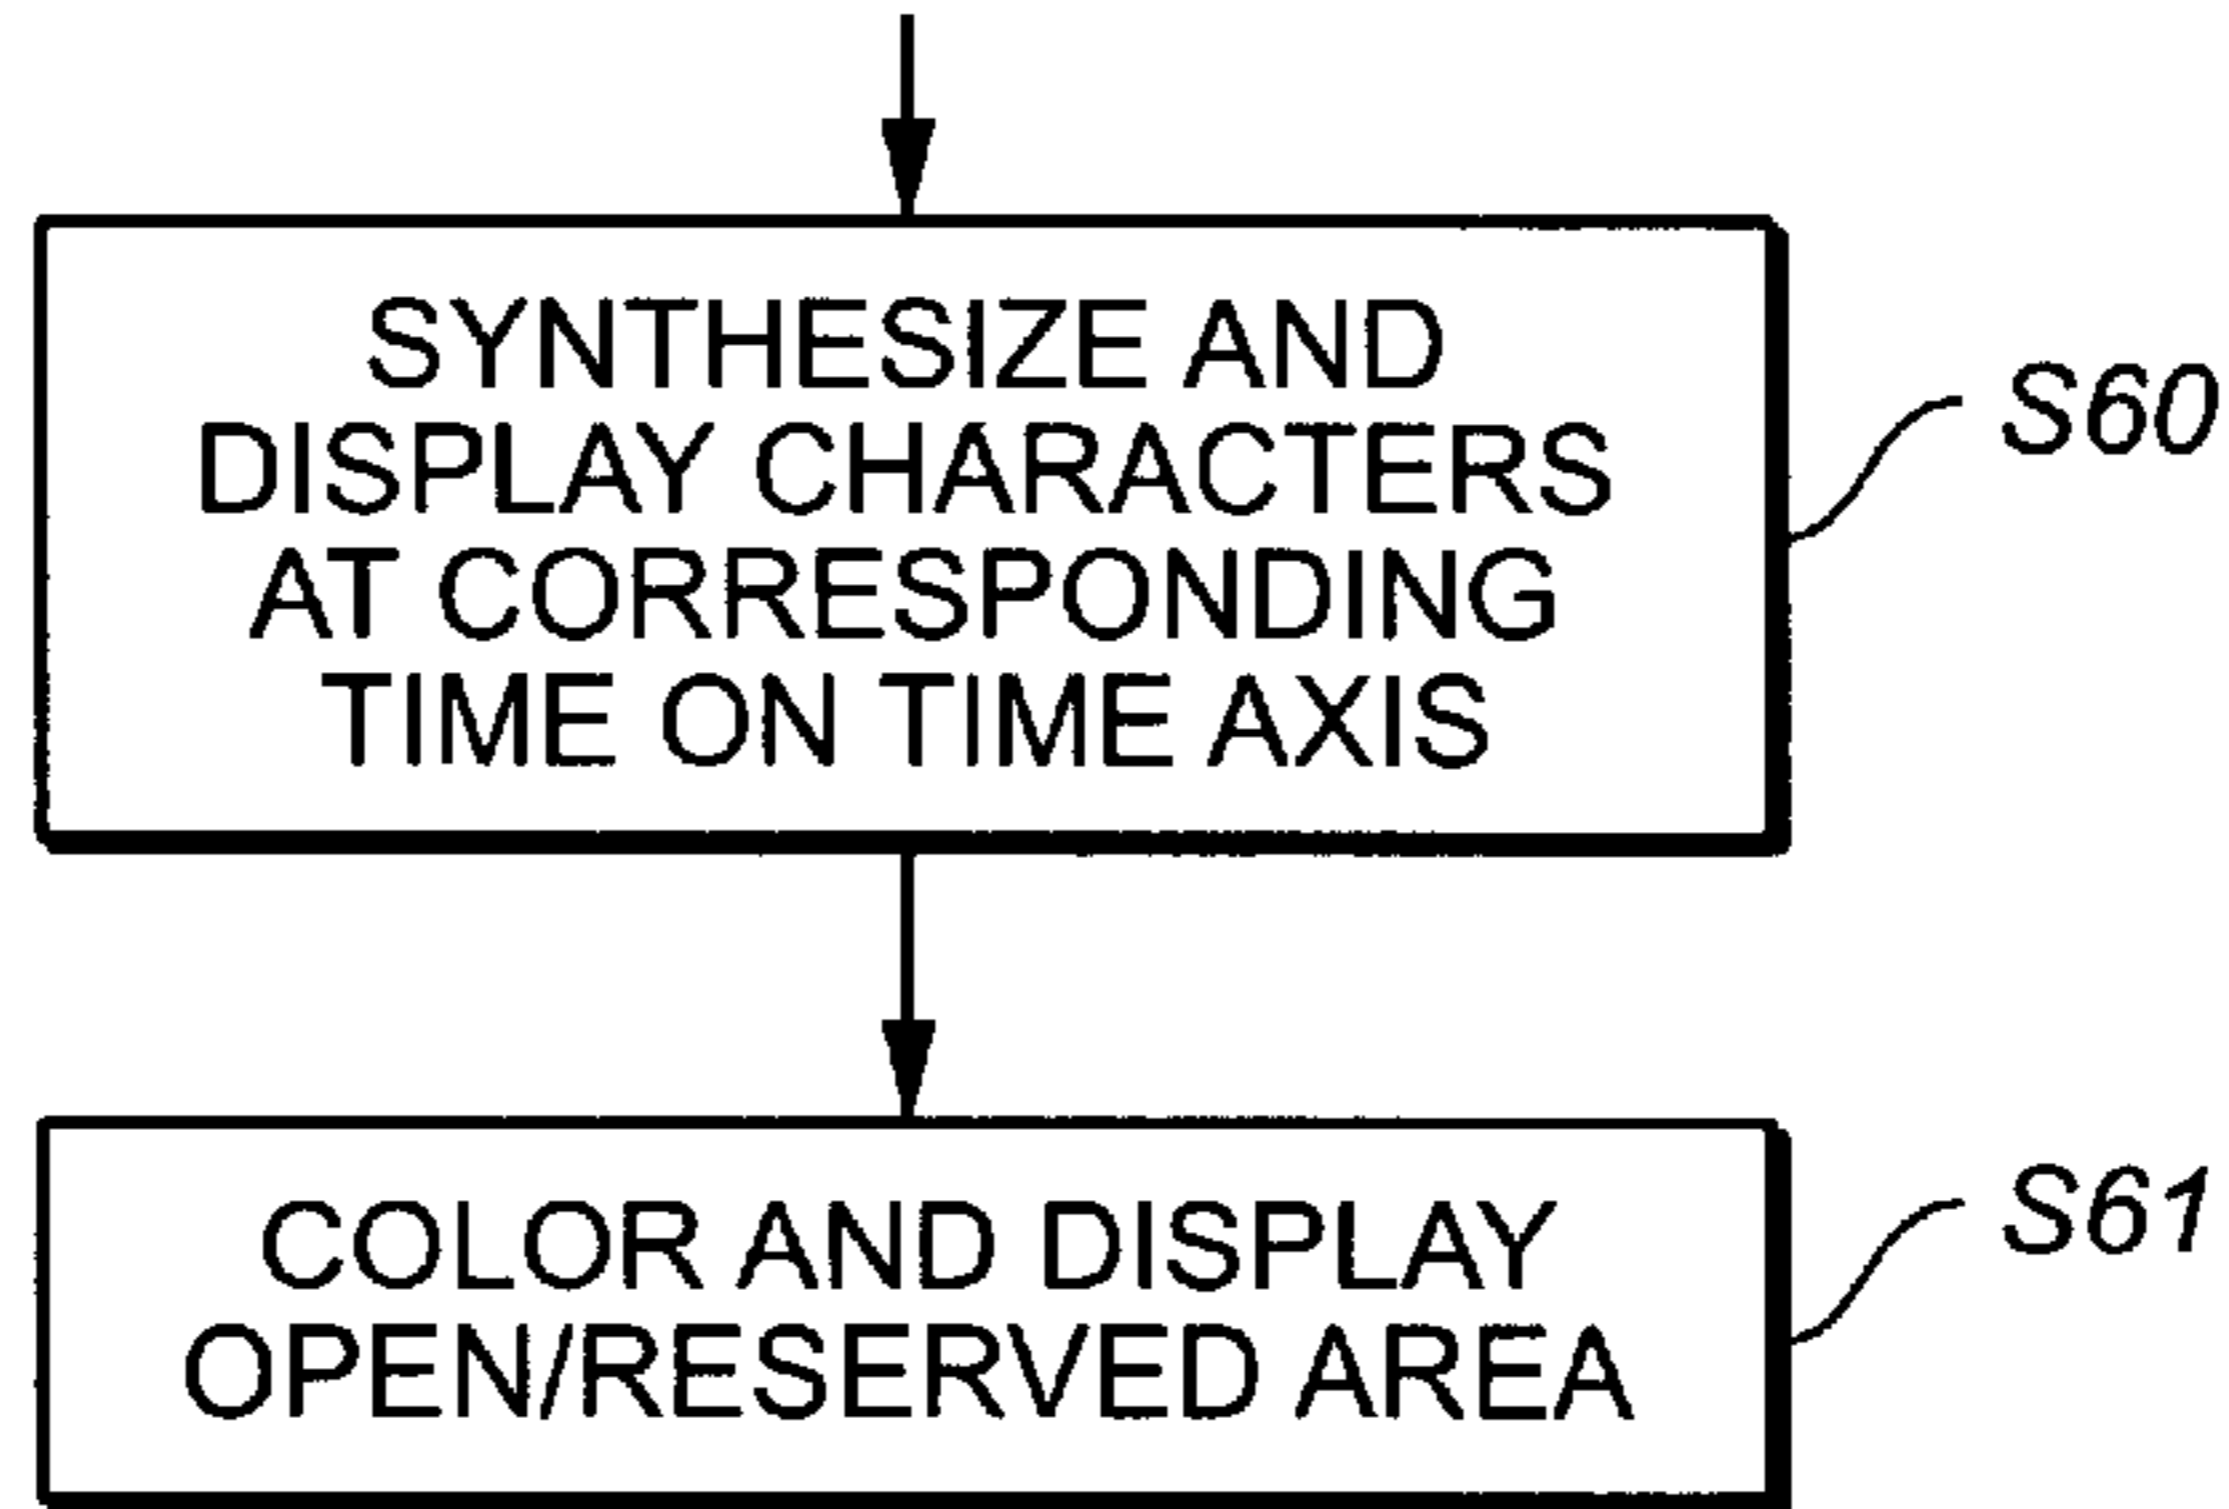 SYNTHESIZE AND
DISPLAY CHARACTERS
AT CORRESPONDING
TIME ON TIME AXIS
S60
COLOR AND DISPLAY
OPEN/RESERVED AREA
S61